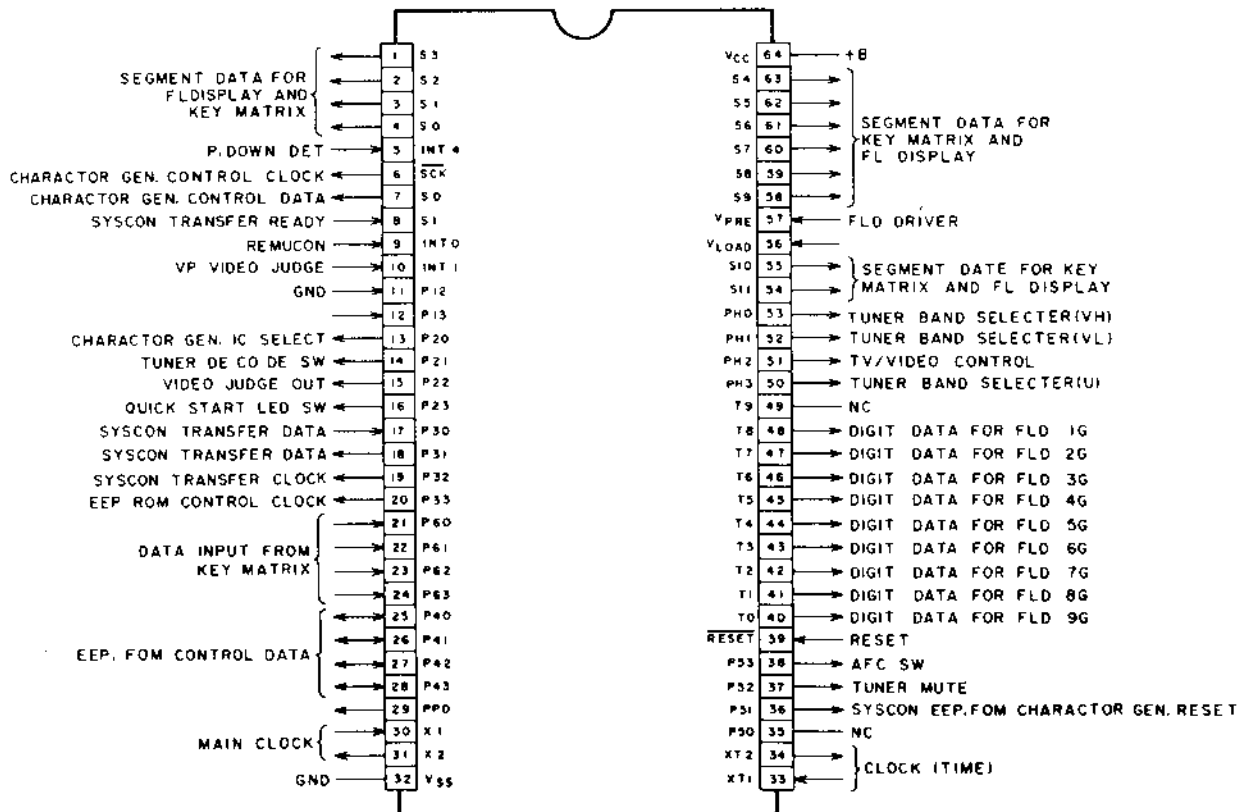 SEGMENT DATA FOR
FLDISPLAY AND
KEY MATRIX
1 S3
2 S2
3 S1
4 S0
P.DOWN DET 5 INT 4
CHARACTOR GEN. CONTROL CLOCK 6 SCK
CHARACTOR GEN. CONTROL DATA 7 SO
SYSCON TRANSFER READY 8 SI
REMUCON 9 INT 0
VP VIDEO JUDGE 10 INT 1
GND 11 P12
12 P13
CHARACTOR GEN. IC SELECT 13 P20
TUNER DE CO DE SW 14 P21
VIDEO JUDGE OUT 15 P22
QUICK START LED SW 16 P23
SYSCON TRANSFER DATA 17 P30
SYSCON TRANSFER DATA 18 P31
SYSCON TRANSFER CLOCK 19 P32
EEP ROM CONTROL CLOCK 20 P33
DATA INPUT FROM
KEY MATRIX
21 P60
22 P61
23 P62
24 P63
EEP. FOM CONTROL DATA
25 P40
26 P41
27 P42
28 P43
29 PPO
MAIN CLOCK
30 X1
31 X2
GND 32 VSS
VCC 64 +B
S4 63
S5 62
S6 61
S7 60
S8 59
S9 58
SEGMENT DATA FOR
KEY MATRIX AND
FL DISPLAY
VPRE 57 FLD DRIVER
VLOAD 56
S10 55
S11 54
SEGMENT DATE FOR KEY
MATRIX AND FL DISPLAY
PH0 53 TUNER BAND SELECTER(VH)
PH1 52 TUNER BAND SELECTER(VL)
PH2 51 TV/VIDEO CONTROL
PH3 50 TUNER BAND SELECTER(U)
T9 49 NC
T8 48 DIGIT DATA FOR FLD 1G
T7 47 DIGIT DATA FOR FLD 2G
T6 46 DIGIT DATA FOR FLD 3G
T5 45 DIGIT DATA FOR FLD 4G
T4 44 DIGIT DATA FOR FLD 5G
T3 43 DIGIT DATA FOR FLD 6G
T2 42 DIGIT DATA FOR FLD 7G
T1 41 DIGIT DATA FOR FLD 8G
T0 40 DIGIT DATA FOR FLD 9G
RESET 39 RESET
P53 38 AFC SW
P52 37 TUNER MUTE
P51 36 SYSCON EEP.FOM CHARACTOR GEN. RESET
P50 35 NC
XT2 34
XT1 33
CLOCK (TIME)